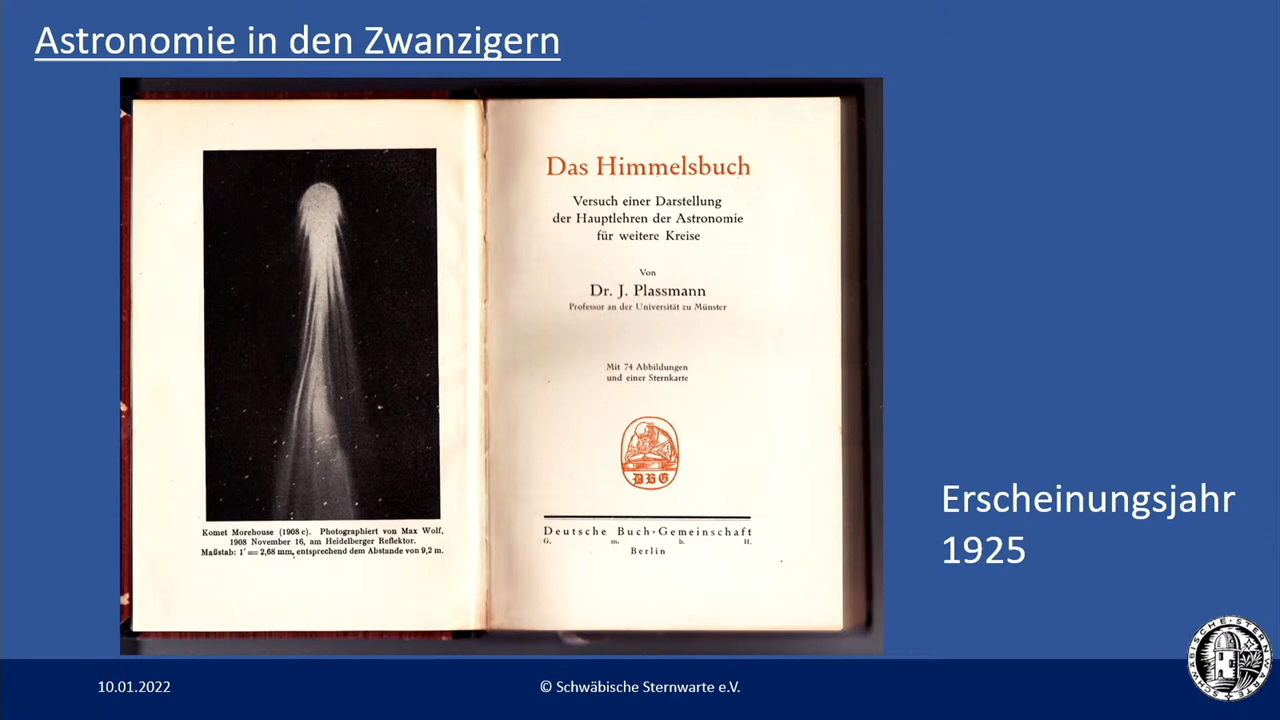 Astronomie in den Zwanzigern
Das Himmelsbuch
Versuch einer Darstellung
der Hauptlehren der Astronomie
für weitere Kreise
Von
Dr. J. Plassmann
Professor an der Universität zu Münster
Mit 74 Abbildungen
und einer Sternkarte
DBG
Deutsche Buch-Gemeinschaft
G. m. b. H.
Berlin
Komet Morehouse (1908 c). Photographiert von Max Wolf,
1908 November 16, am Heidelberger Reflektor.
Maßstab: 1′ = 2,68 mm, entsprechend dem Abstande von 9,2 m.
Erscheinungsjahr
1925
10.01.2022
© Schwäbische Sternwarte e.V.
SCHWÄBISCHE·STERNWARTE